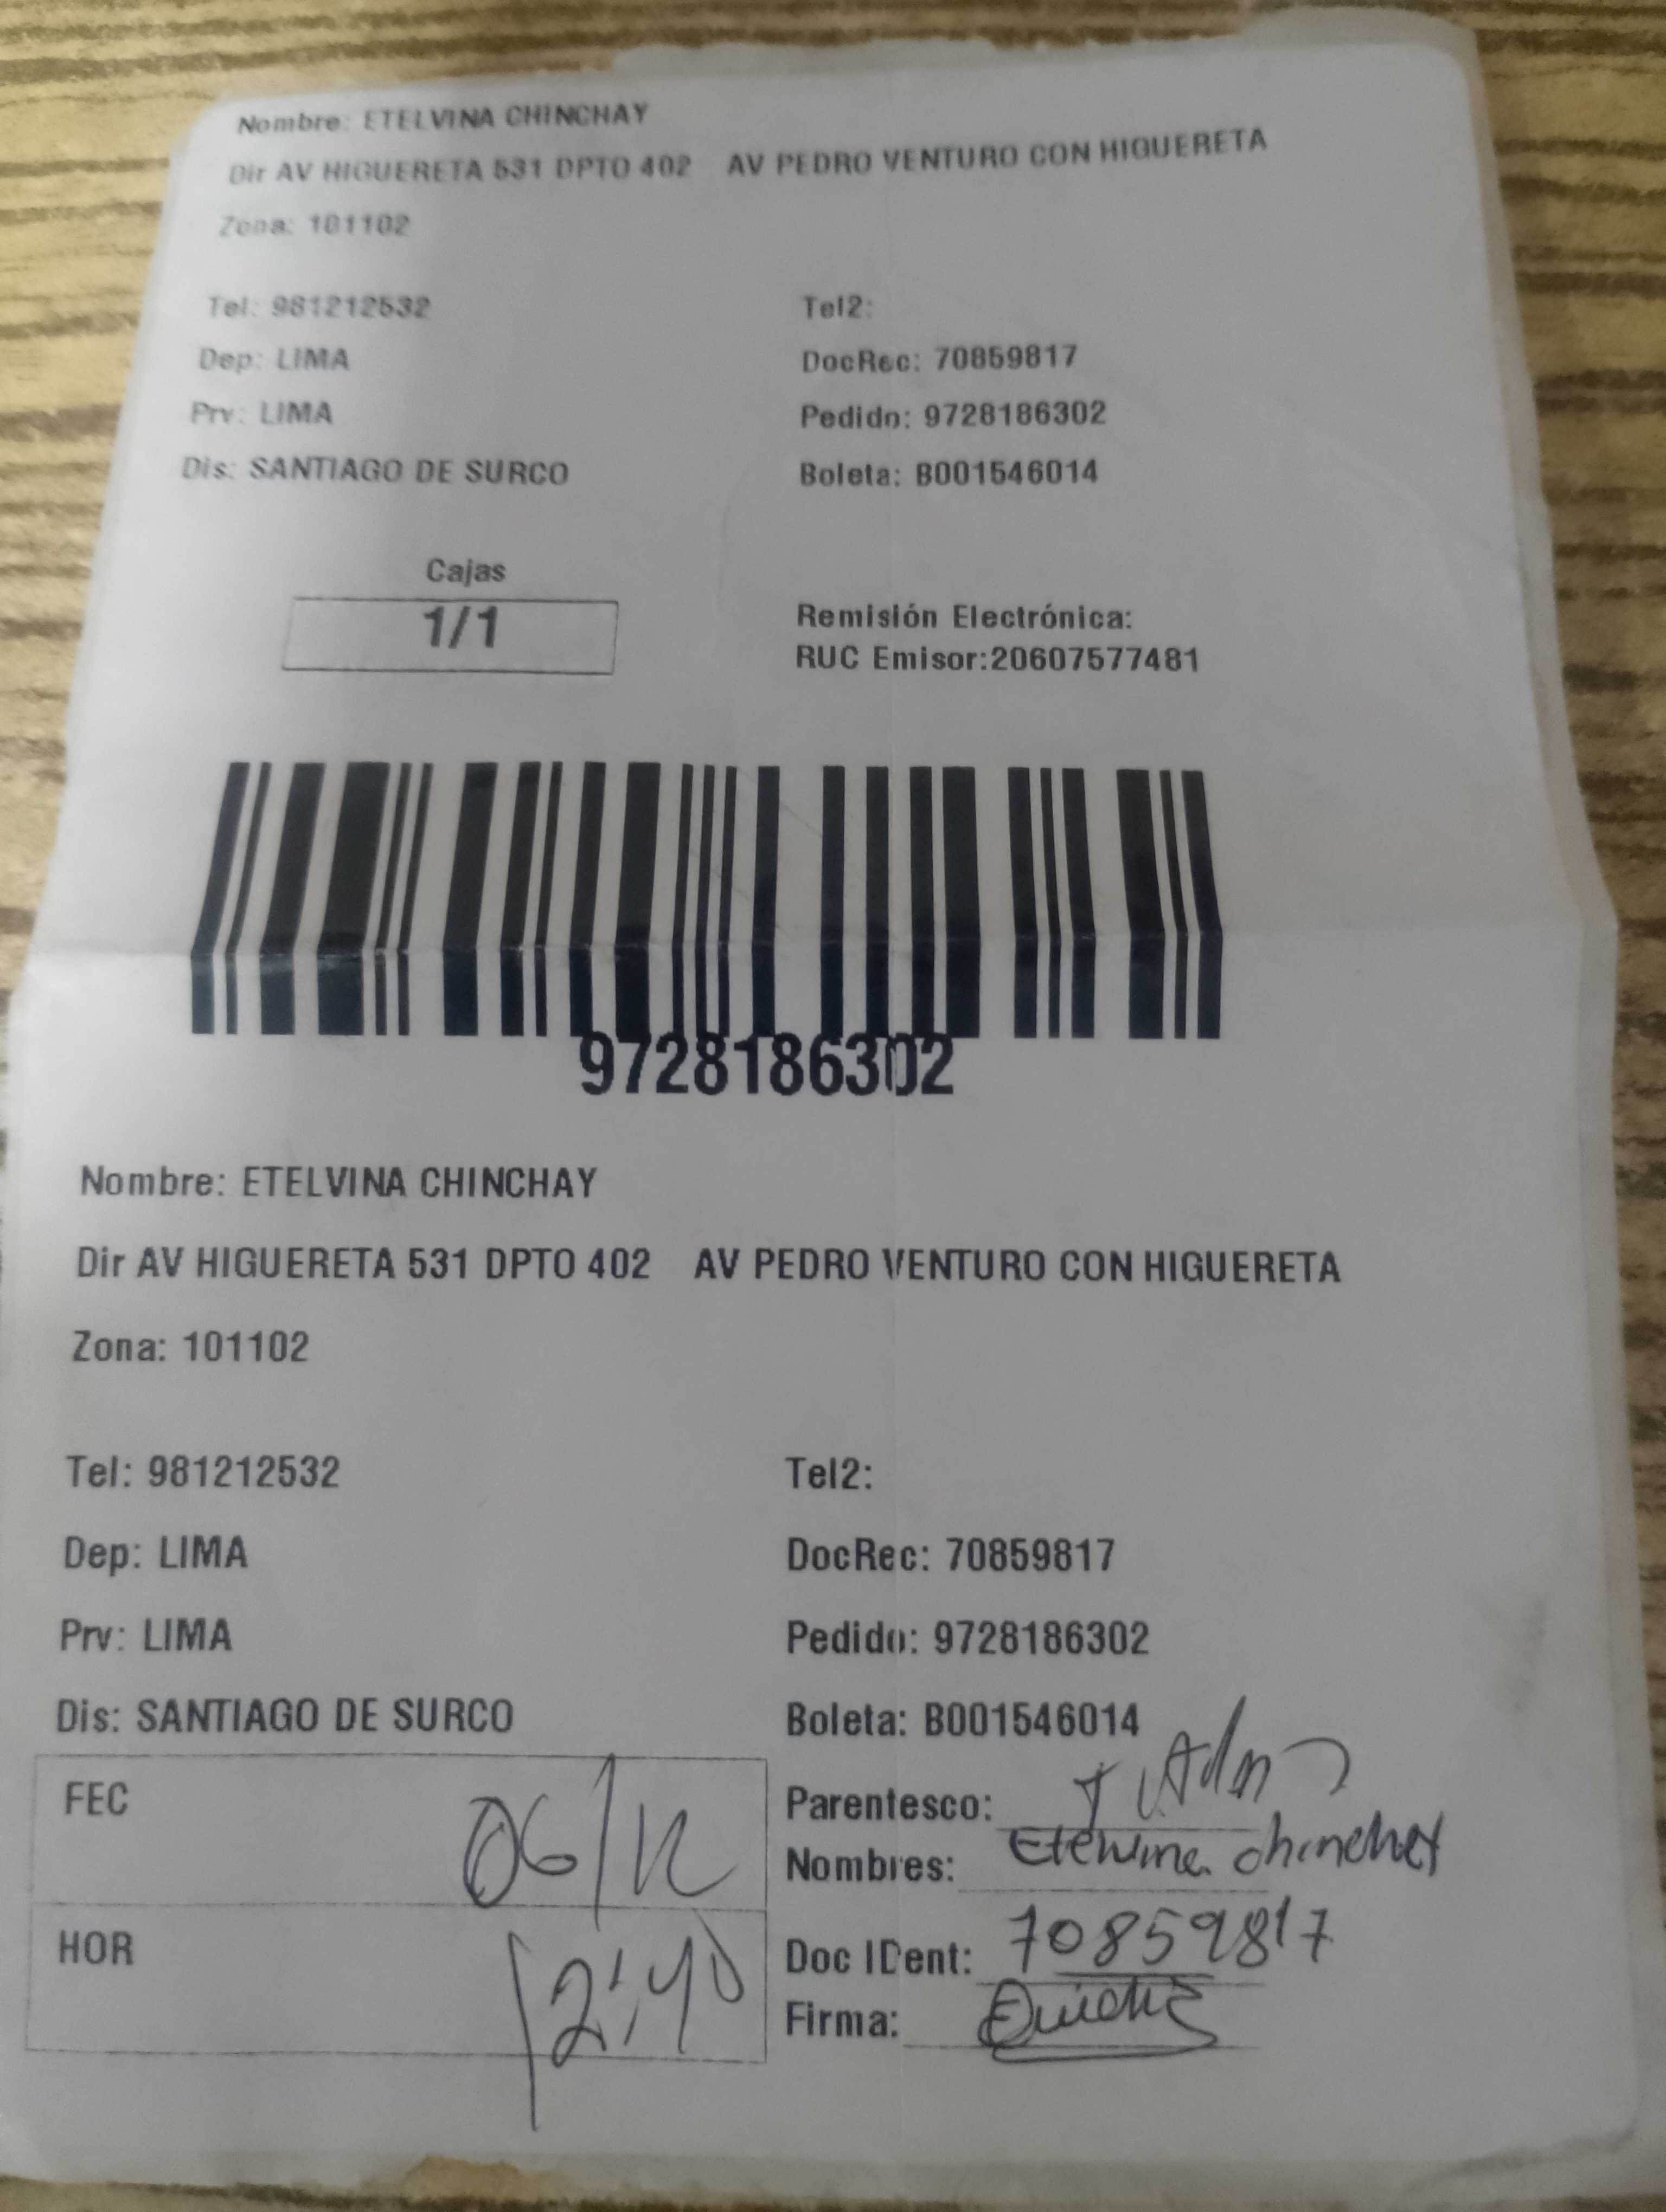 Nombre: ETELVINA CHINCHAY
Dir AV HIGUERETA 531 DPTO 402 AV PEDRO VENTURO CON HIGUERETA
Zona: 101102
Tel: 981212532 Tel2:
Dep: LIMA DocRec: 70859817
Prv: LIMA Pedido: 9728186302
Dis: SANTIAGO DE SURCO Boleta: B001546014
Cajas
1/1
Remisión Electrónica:
RUC Emisor:20607577481
9728186302
Nombre: ETELVINA CHINCHAY
Dir AV HIGUERETA 531 DPTO 402 AV PEDRO VENTURO CON HIGUERETA
Zona: 101102
Tel: 981212532 Tel2:
Dep: LIMA DocRec: 70859817
Prv: LIMA Pedido: 9728186302
Dis: SANTIAGO DE SURCO Boleta: B001546014
FEC 06/12
Parentesco:
Nombres: Etelvina chinchay
HOR 12:40
Doc IDent: 70859817
Firma: